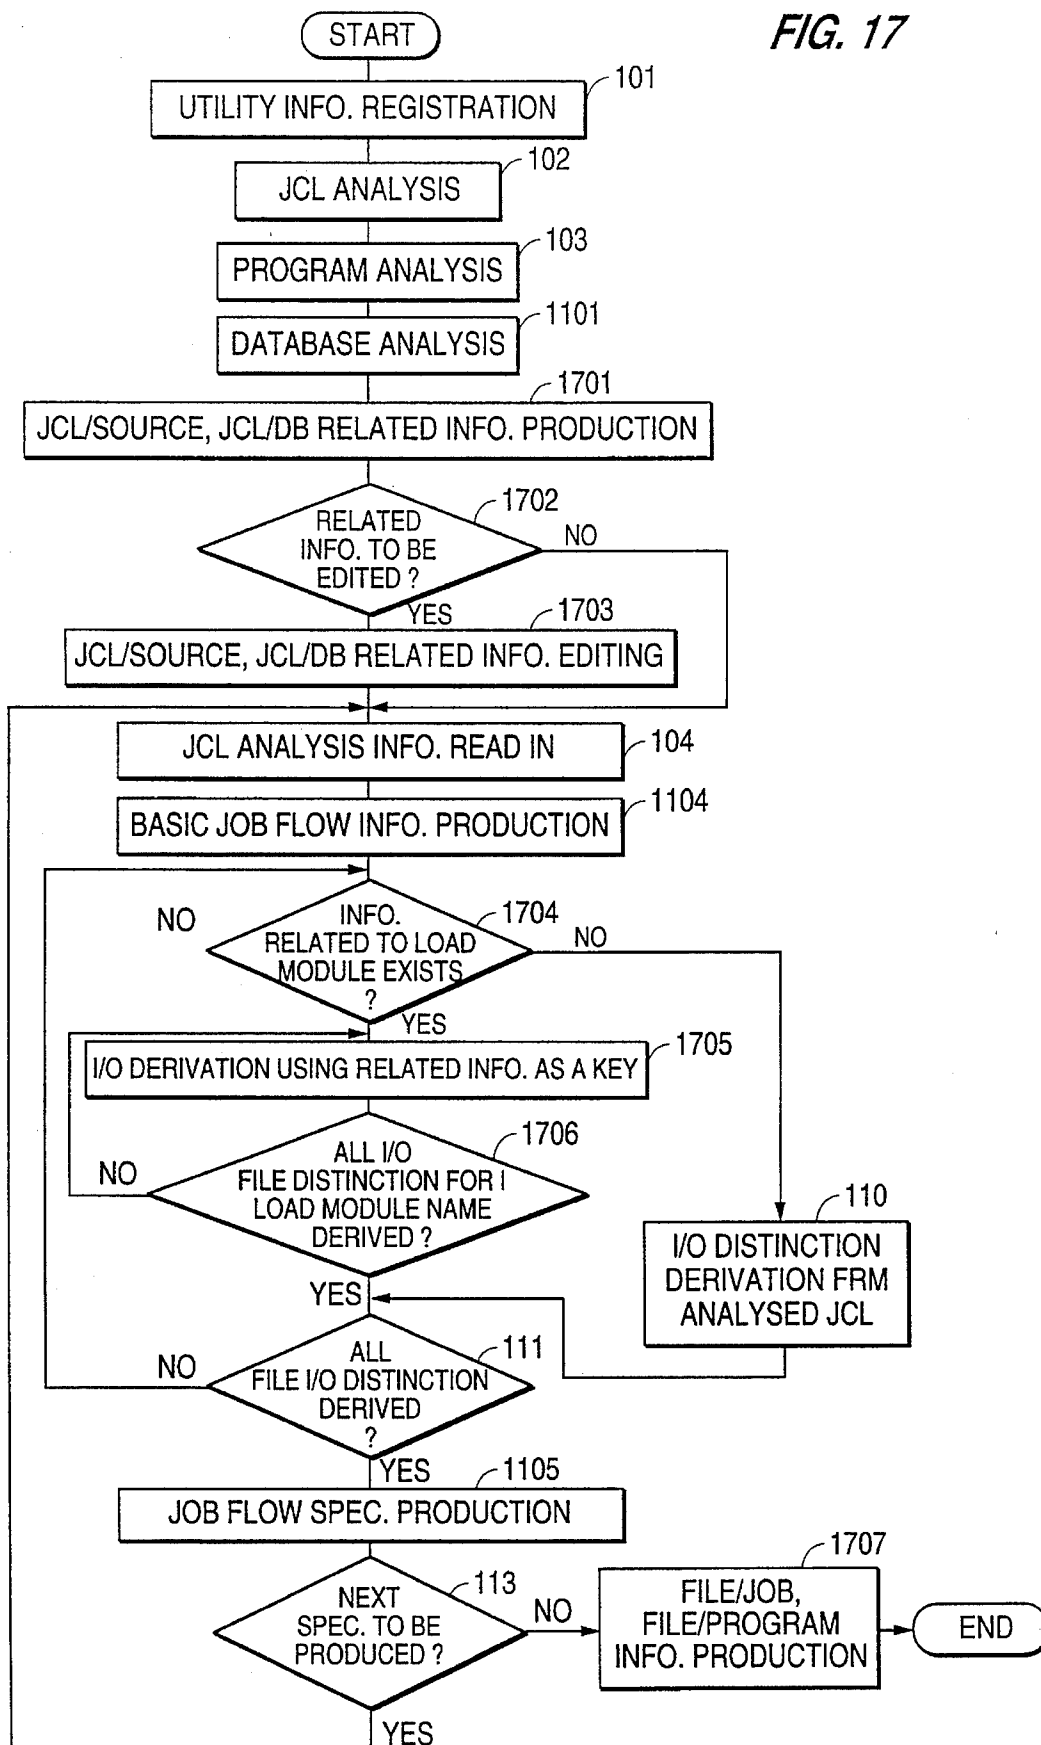 FIG. 17
START
101
UTILITY INFO. REGISTRATION
102
JCL ANALYSIS
103
PROGRAM ANALYSIS
1101
DATABASE ANALYSIS
1701
JCL/SOURCE, JCL/DB RELATED INFO. PRODUCTION
1702
RELATED
INFO. TO BE
EDITED ?
NO
YES
1703
JCL/SOURCE, JCL/DB RELATED INFO. EDITING
JCL ANALYSIS INFO. READ IN
104
1104
BASIC JOB FLOW INFO. PRODUCTION
NO
INFO.
RELATED TO LOAD
MODULE EXISTS
?
1704
NO
YES
1705
I/O DERIVATION USING RELATED INFO. AS A KEY
1706
ALL I/O
FILE DISTINCTION FOR I
LOAD MODULE NAME
DERIVED ?
NO
YES
110
I/O DISTINCTION
DERIVATION FRM
ANALYSED JCL
111
ALL
FILE I/O DISTINCTION
DERIVED
?
NO
YES
1105
JOB FLOW SPEC. PRODUCTION
113
NEXT
SPEC. TO BE
PRODUCED ?
NO
1707
FILE/JOB,
FILE/PROGRAM
INFO. PRODUCTION
END
YES